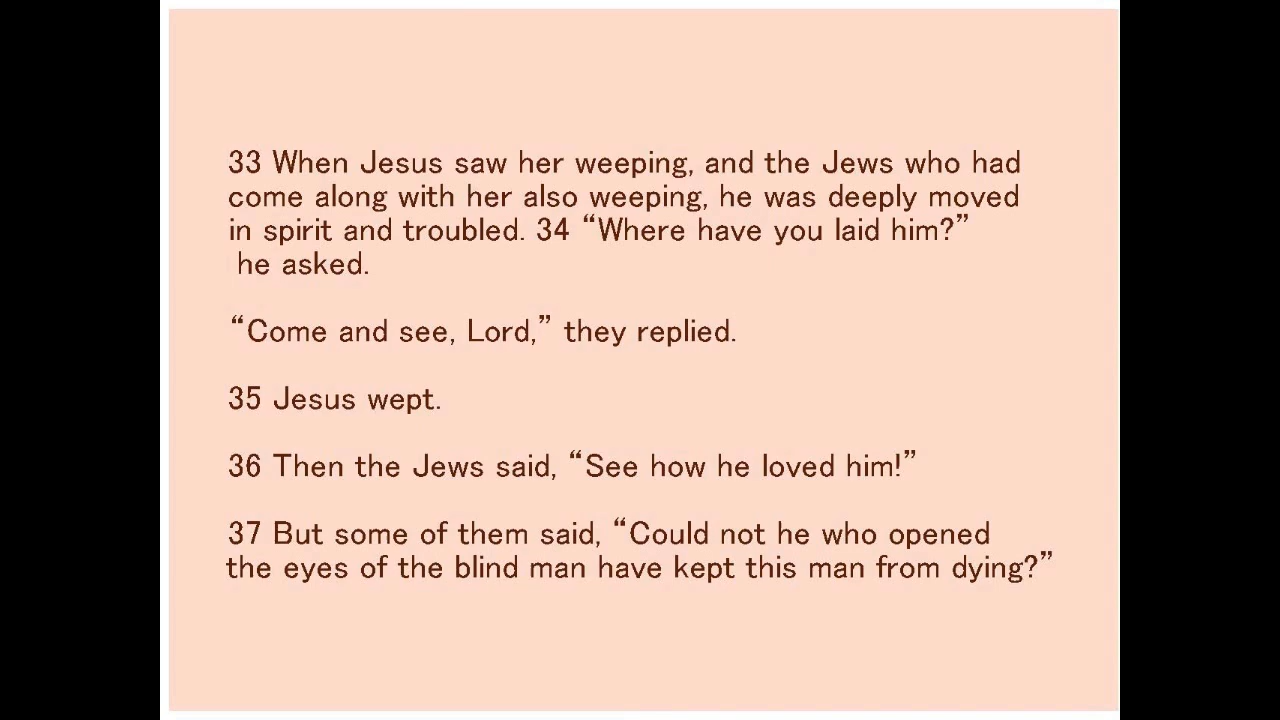 33 When Jesus saw her weeping, and the Jews who had
come along with her also weeping, he was deeply moved
in spirit and troubled. 34 “Where have you laid him?”
he asked.
“Come and see, Lord,” they replied.
35 Jesus wept.
36 Then the Jews said, “See how he loved him!”
37 But some of them said, “Could not he who opened
the eyes of the blind man have kept this man from dying?”